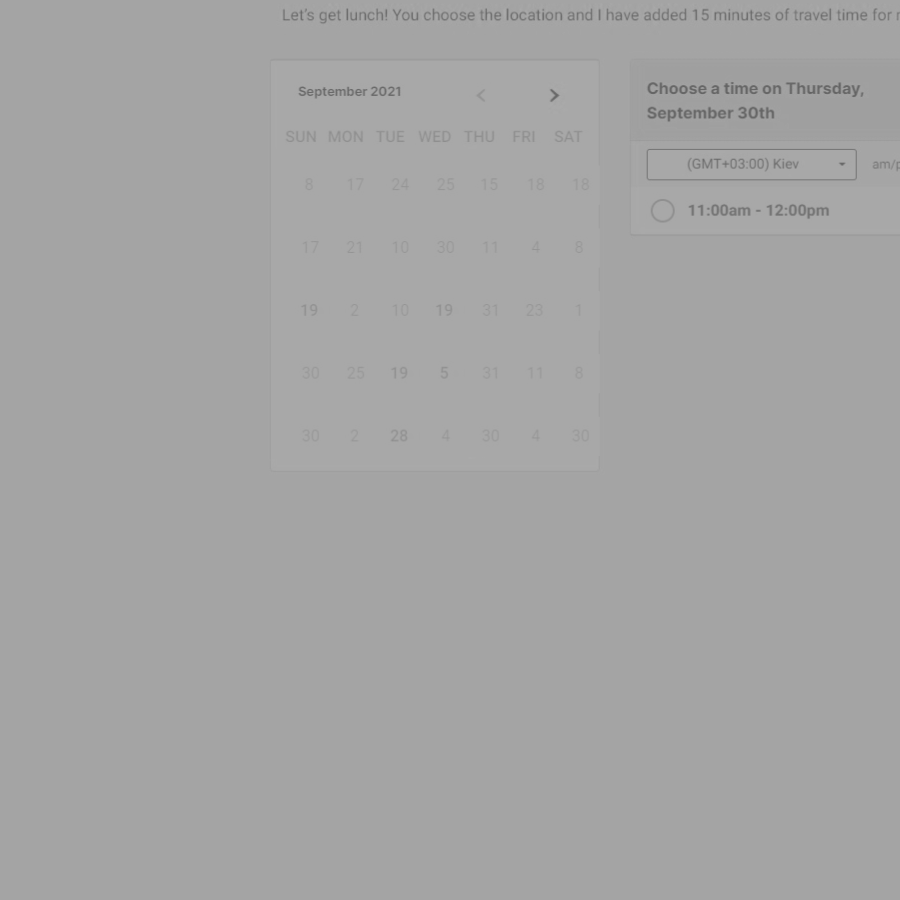 Let's get lunch! You choose the location and I have added 15 minutes of travel time for
September 2021
SUN MON TUE WED THU FRI SAT
8 17 24 25 15 18 18
17 21 10 30 11 4 8
19 2 10 19 31 23 1
30 25 19 5 31 11 8
30 2 28 4 30 4 30
Choose a time on Thursday,
September 30th
(GMT+03:00) Kiev am/
11:00am - 12:00pm